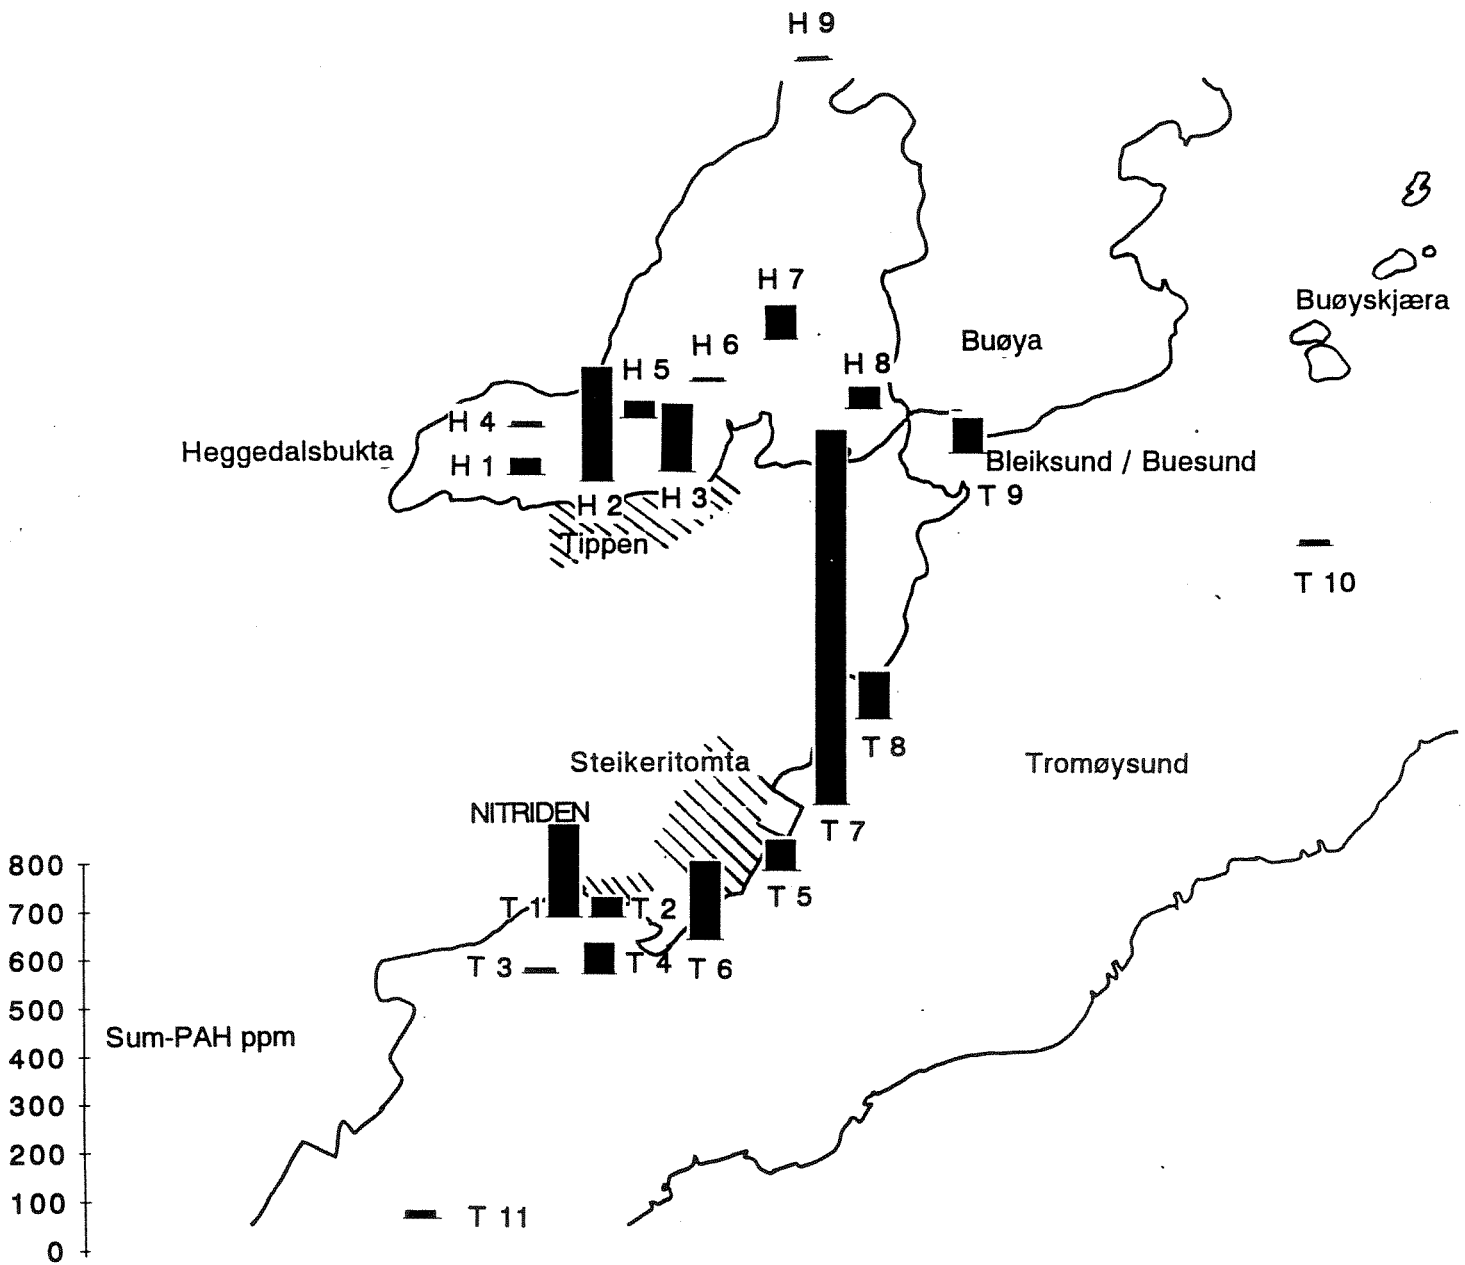 H 9
H 7
Buøyskjæra
Buøya
H 6
H 8
H 5
H 4
Heggedalsbukta
H 1
Bleiksund / Buesund
H 2
H 3
T 9
Tippen
T 10
T 8
Steikeritomta
Tromøysund
NITRIDEN
T 7
800
T 5
T 1
T 2
700
600
T 3
T 4
T 6
500
Sum-PAH ppm
400
300
200
100
T 11
0